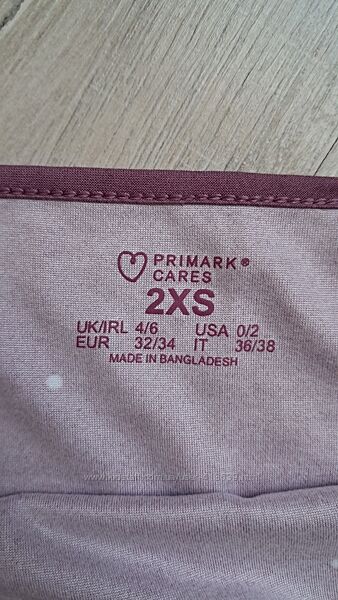 PRIMARK®
CARES
2XS
UK/IRL 4/6 USA 0/2
EUR 32/34 IT 36/38
MADE IN BANGLADESH